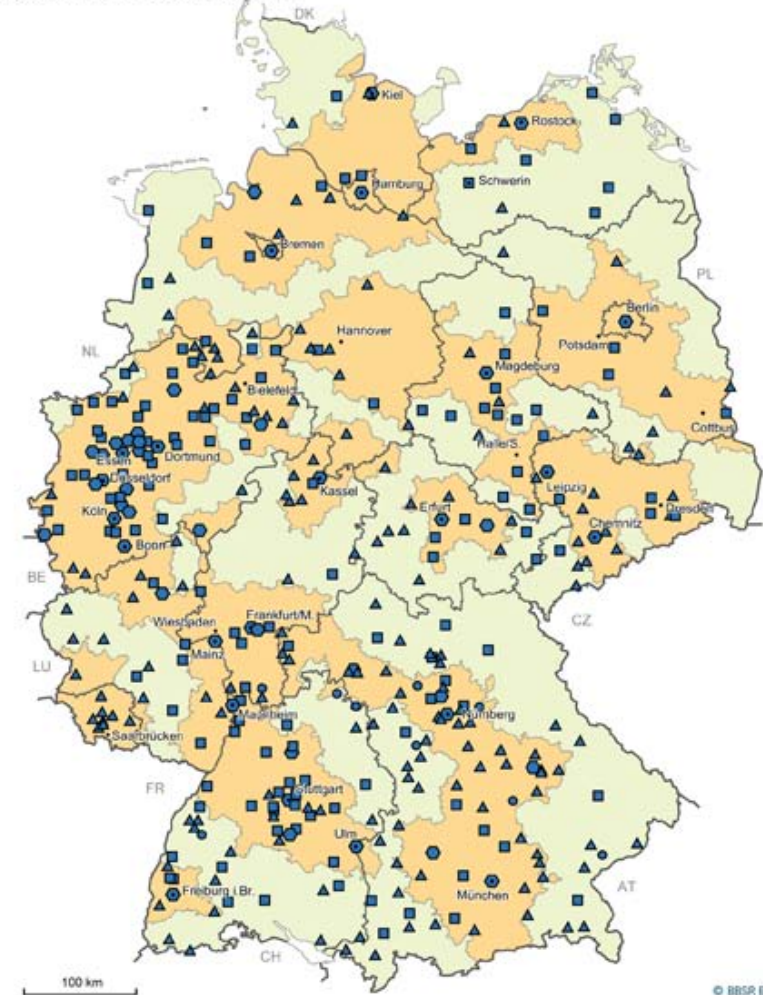 DK
Kiel
Rostock
Hamburg
Schwerin
Bremen
PL
Berlin
Hannover
Potsdam
NL
Magdeburg
Bielefeld
Cottbus
Halle/S.
Essen
Dortmund
Leipzig
Düsseldorf
Kassel
Erfurt
Dresden
Köln
Chemnitz
Bonn
BE
CZ
Wiesbaden
Frankfurt/M.
Mainz
LU
Mannheim
Nürnberg
Saarbrücken
FR
Stuttgart
Ulm
AT
Freiburg i.Br.
München
CH
100 km
© BBSR